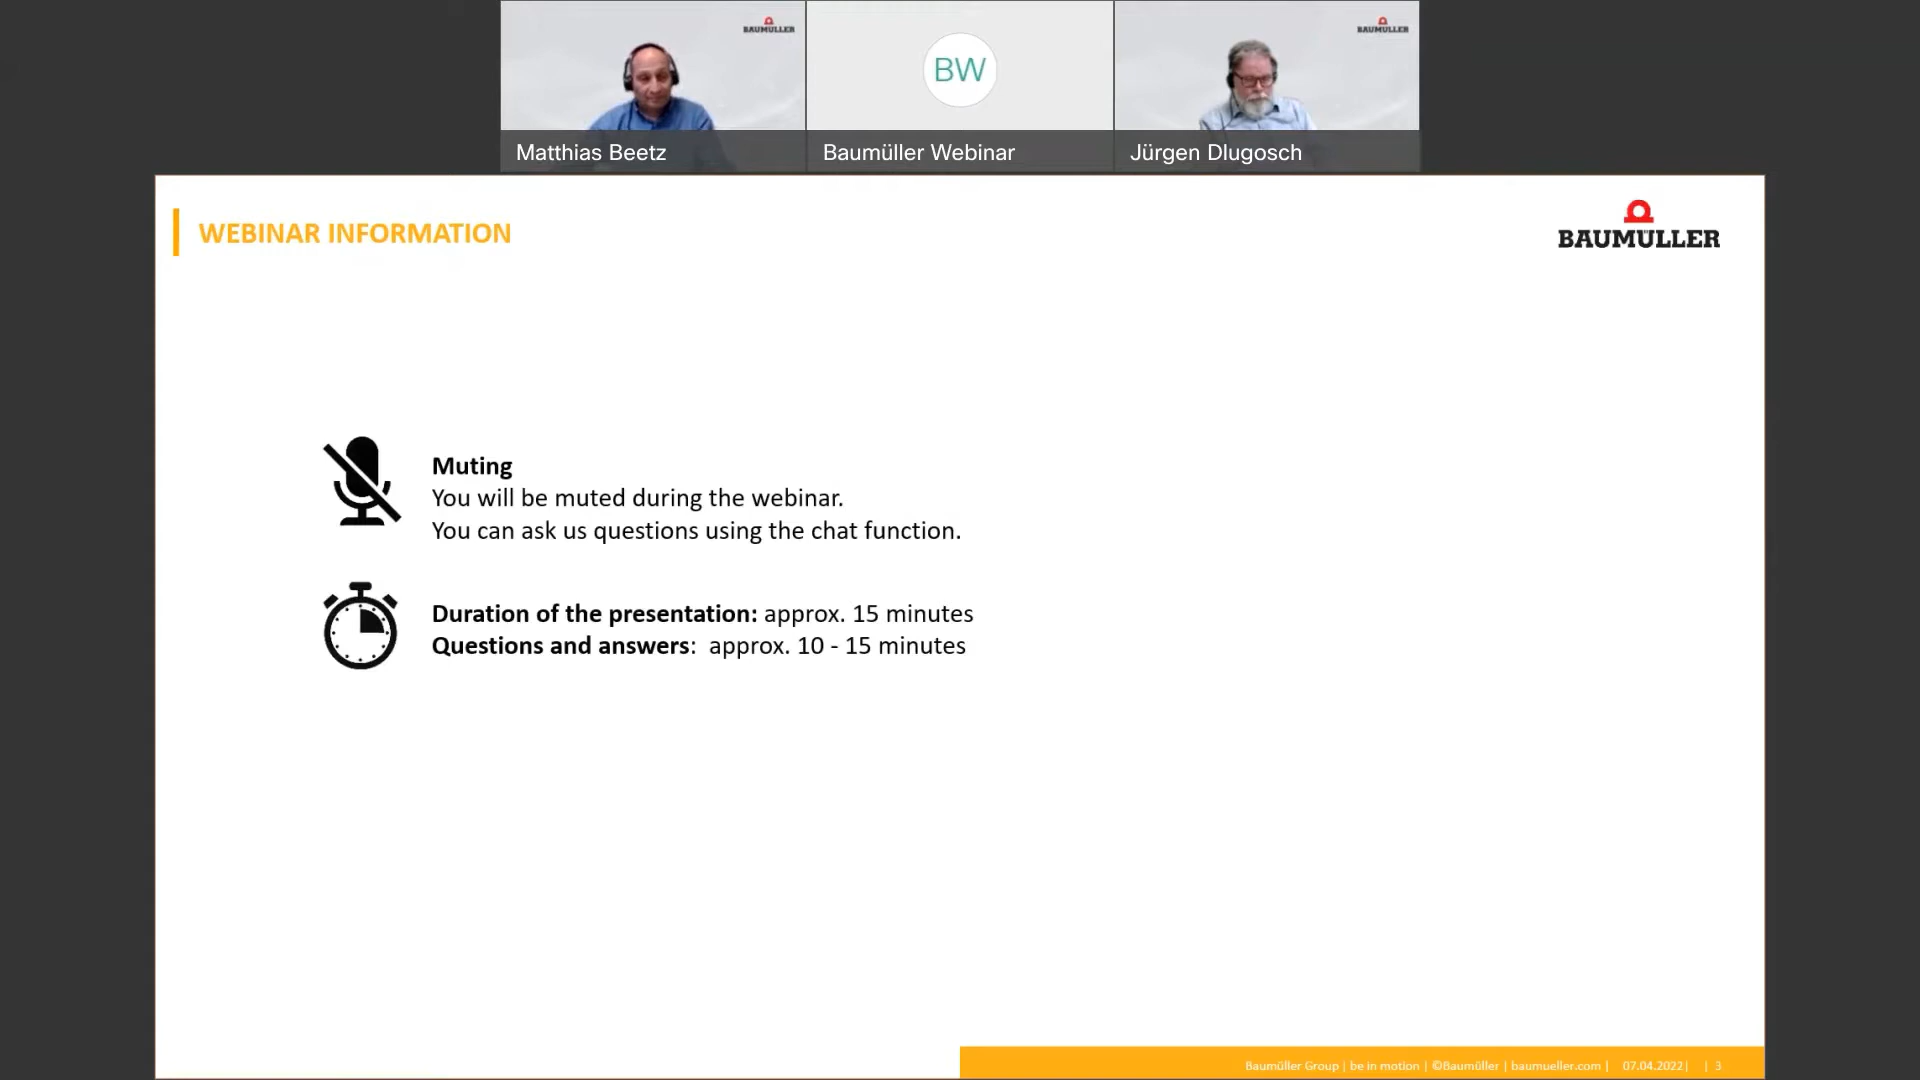 BAUMÜLLER
BW
BAUMÜLLER
Matthias Beetz
Baumüller Webinar
Jürgen Dlugosch
WEBINAR INFORMATION
BAUMÜLLER
Muting
You will be muted during the webinar.
You can ask us questions using the chat function.
Duration of the presentation: approx. 15 minutes
Questions and answers:  approx. 10 - 15 minutes
Baumüller Group | be in motion | ©Baumüller | baumueller.com |    07.04.2022|    |  3